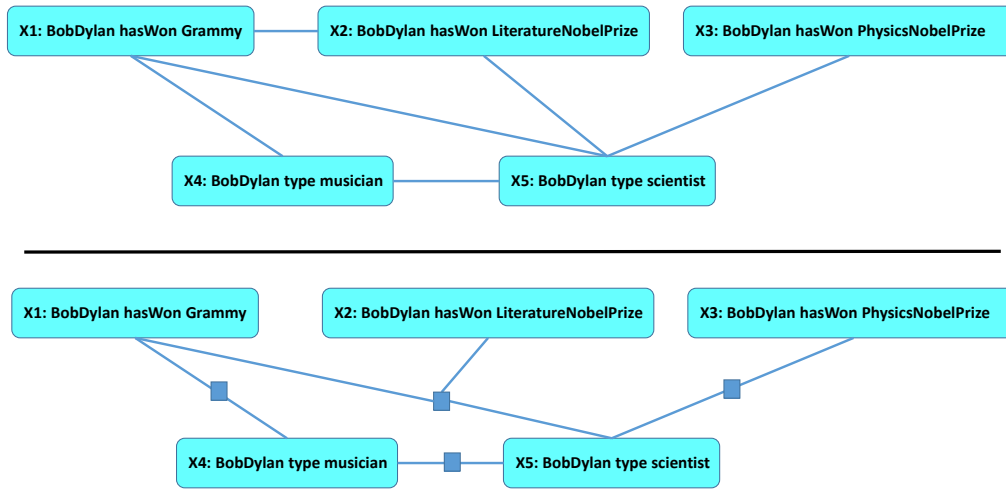 X1: BobDylan hasWon Grammy
X2: BobDylan hasWon LiteratureNobelPrize
X3: BobDylan hasWon PhysicsNobelPrize
X4: BobDylan type musician
X5: BobDylan type scientist
X1: BobDylan hasWon Grammy
X2: BobDylan hasWon LiteratureNobelPrize
X3: BobDylan hasWon PhysicsNobelPrize
X4: BobDylan type musician
X5: BobDylan type scientist